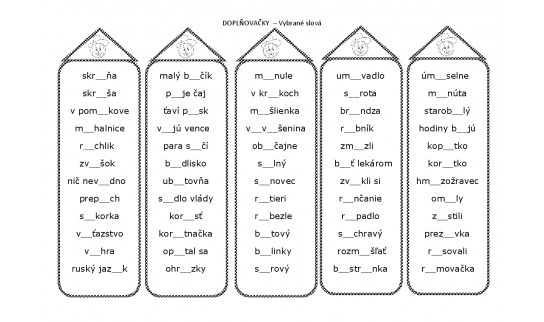 DOPLŇOVAČKY – Vybrané slová
skr__ňa
skr__ša
v pom__kove
m__halnice
r__chlik
zv__šok
nič nev__dno
prep__ch
s__korka
v__ťazstvo
v__hra
ruský jaz__k
malý b__čík
p__je čaj
ťaví p__sk
v__jú vence
para s__čí
b__dlisko
ub__tovňa
s__dlo vlády
kor__sť
kor__tnačka
op__tal sa
ohr__zky
m__nule
v kr__koch
m__šlienka
v__v__šenina
ob__čajne
s__lný
s__novec
r__tieri
r__bezle
b__tový
b__linky
s__rový
um__vadlo
s__rota
br__ndza
r__bník
zm__zli
b__ť lekárom
zv__kli si
r__nčanie
r__padlo
s__chravý
rozm__šľať
b__str__nka
úm__selne
m__núta
starob__lý
hodiny b__jú
kop__tko
kor__tko
hm__zožravec
om__ly
z__stili
prez__vka
r__sovali
r__movačka